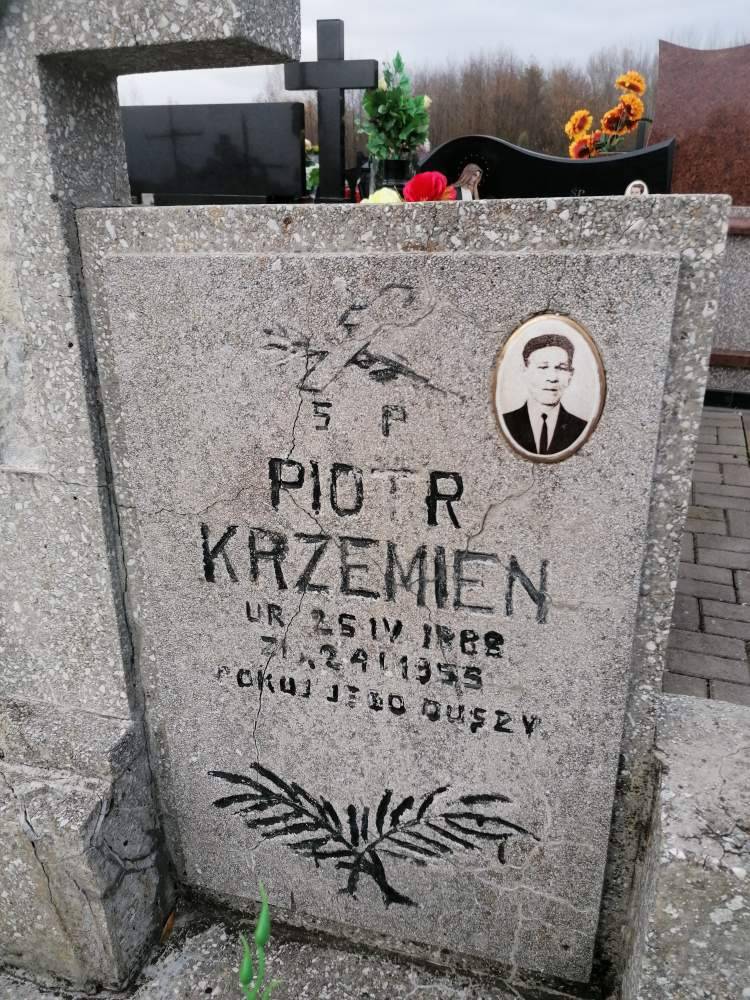 S P
PIOTR
KRZEMIEN
UR 25 IV 1888
ZM 24 I 1955
POKOJ JEGO DUSZY